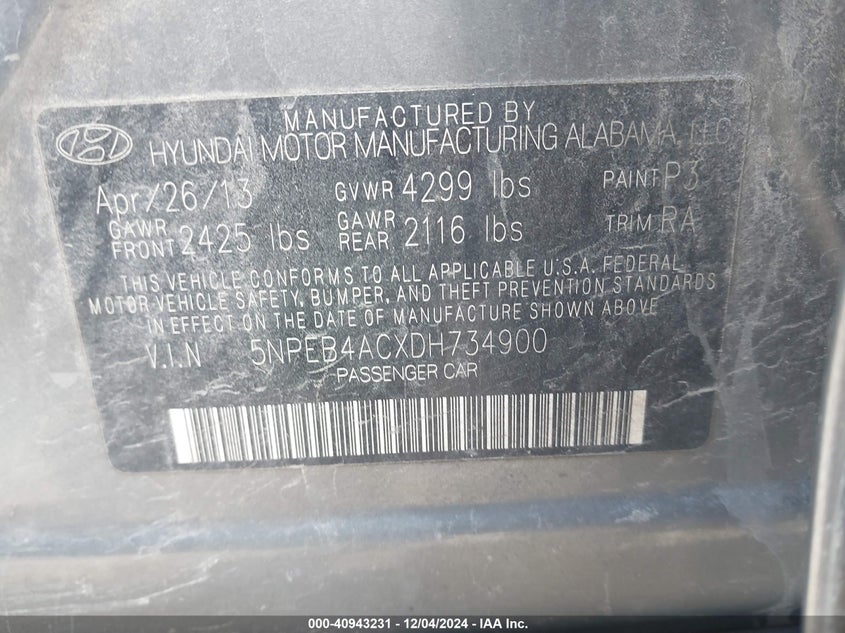 MANUFACTURED BY
HYUNDAI MOTOR MANUFACTURING ALABAMA, LLC
Apr/26/13 GVWR 4299 lbs PAINT P3
GAWR FRONT 2425 lbs GAWR REAR 2116 lbs TRIM RA
THIS VEHICLE CONFORMS TO ALL APPLICABLE U.S.A. FEDERAL
MOTOR VEHICLE SAFETY, BUMPER, AND THEFT PREVENTION STANDARDS
IN EFFECT ON THE DATE OF MANUFACTURE SHOWN ABOVE
V.I.N 5NPEB4ACXDH734900
PASSENGER CAR
000-40943231 - 12/04/2024 - IAA Inc.